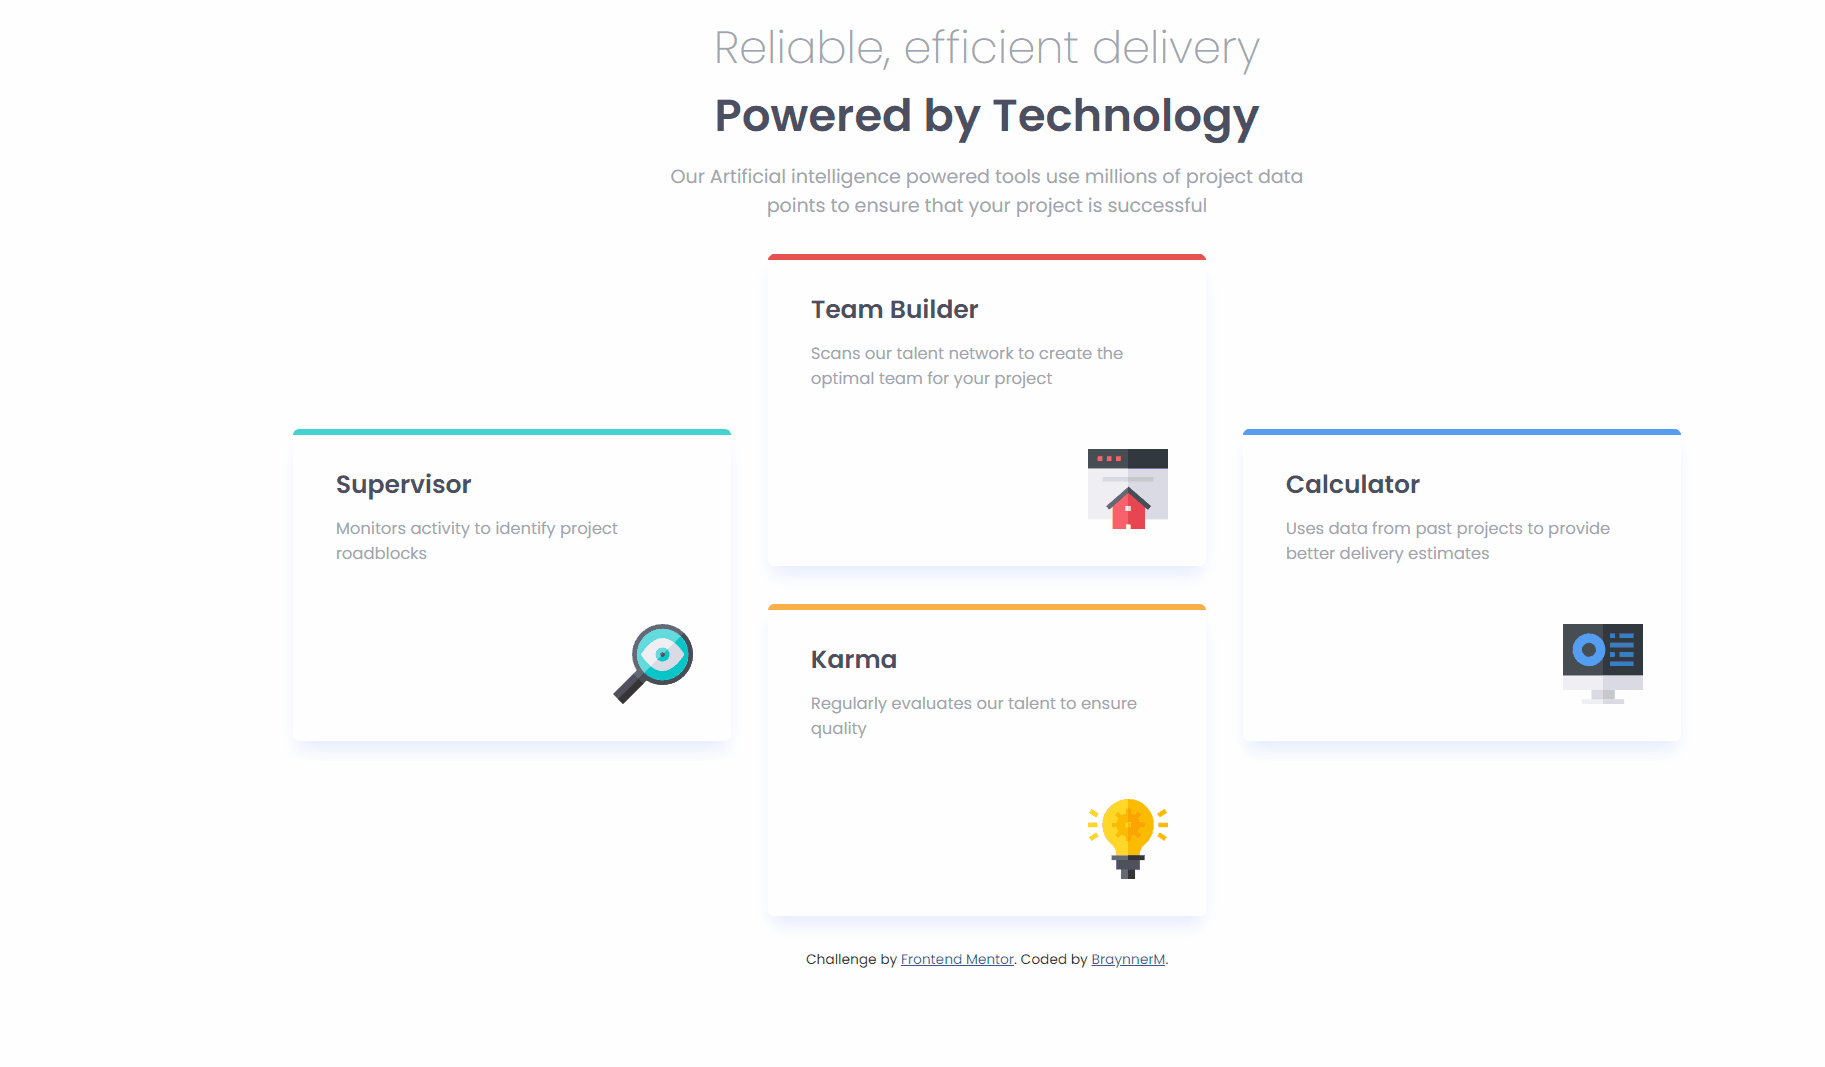 Reliable, efficient delivery
Powered by Technology
Our Artificial intelligence powered tools use millions of project data
points to ensure that your project is successful
Supervisor
Monitors activity to identify project
roadblocks
Team Builder
Scans our talent network to create the
optimal team for your project
Karma
Regularly evaluates our talent to ensure
quality
Calculator
Uses data from past projects to provide
better delivery estimates
Challenge by Frontend Mentor. Coded by BraynnerM.